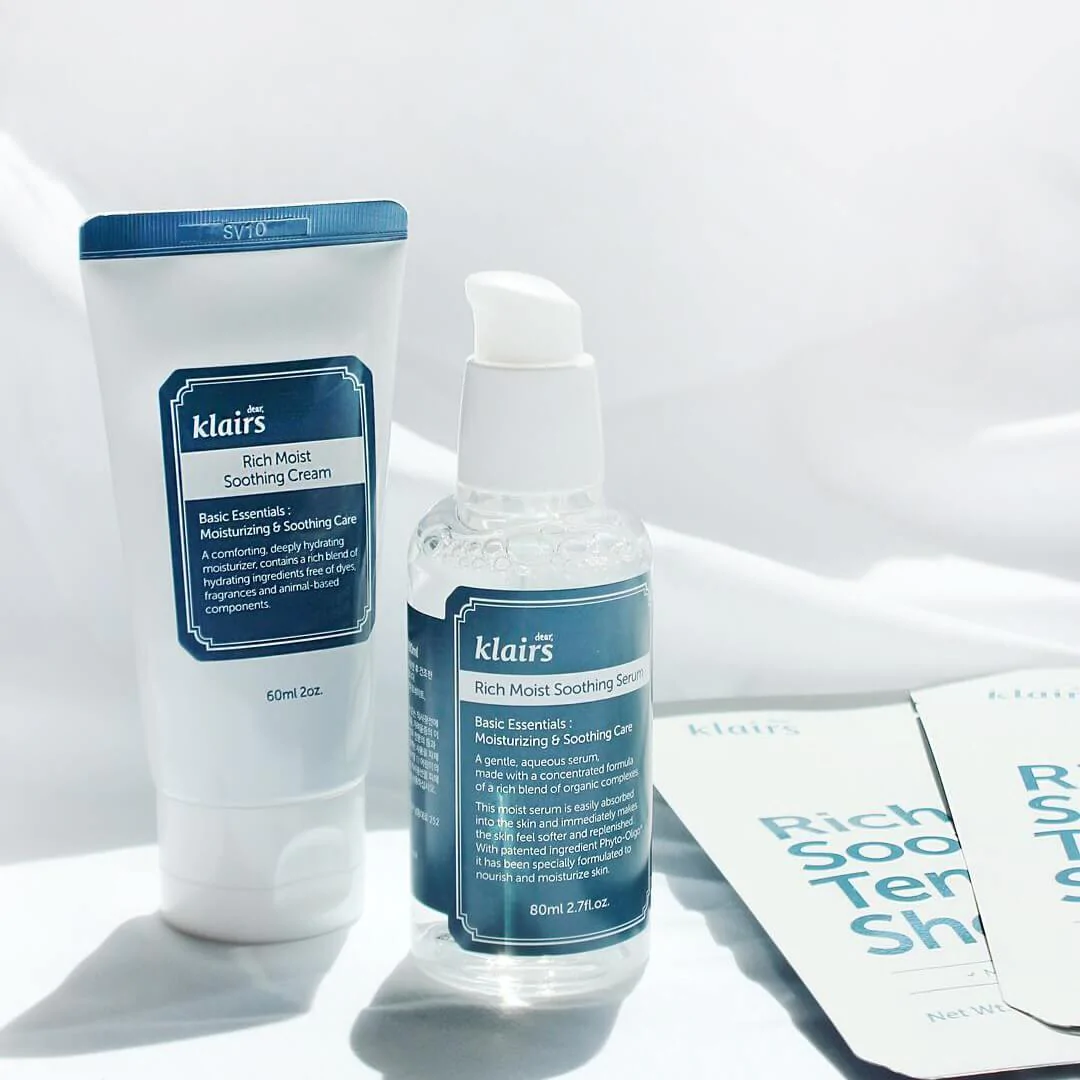 SV10
dear,
klairs
Rich Moist
Soothing Cream
Basic Essentials :
Moisturizing & Soothing Care
A comforting, deeply hydrating
moisturizer, contains a rich blend of
hydrating ingredients free of dyes,
fragrances and animal-based
components.
60ml 2oz.
dear,
klairs
Rich Moist Soothing Serum
Basic Essentials :
Moisturizing & Soothing Care
A gentle, aqueous serum,
made with a concentrated formula
of a rich blend of organic complexes.
This moist serum is easily absorbed
into the skin and immediately makes
the skin feel softer and replenished.
With patented ingredient Phyto-Oligo
it has been specially formulated to
nourish and moisturize skin.
80ml 2.7fl.oz.
klairs
Rich
Soo
Ten
She
Net Wt.
klair
R
S
T
S